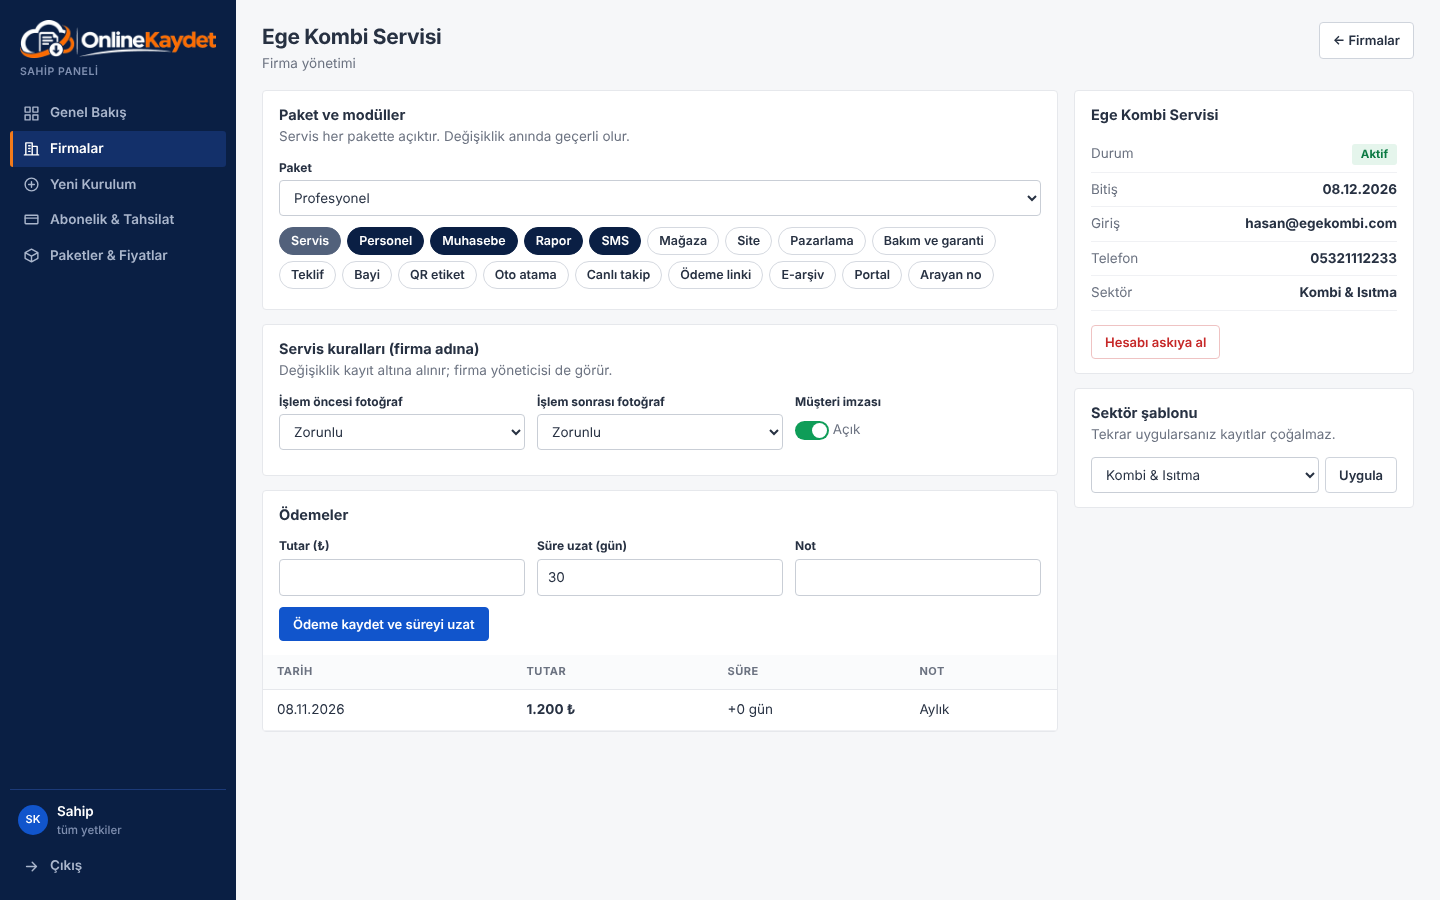 OnlineKaydet
SAHİP PANELİ
Genel Bakış
Firmalar
Yeni Kurulum
Abonelik & Tahsilat
Paketler & Fiyatlar
SK
Sahip
tüm yetkiler
→ Çıkış
Ege Kombi Servisi
Firma yönetimi
← Firmalar
Paket ve modüller
Servis her pakette açıktır. Değişiklik anında geçerli olur.
Paket
Profesyonel
Servis Personel Muhasebe Rapor SMS Mağaza Site Pazarlama Bakım ve garanti
Teklif Bayi QR etiket Oto atama Canlı takip Ödeme linki E-arşiv Portal Arayan no
Servis kuralları (firma adına)
Değişiklik kayıt altına alınır; firma yöneticisi de görür.
İşlem öncesi fotoğraf İşlem sonrası fotoğraf Müşteri imzası
Zorunlu Zorunlu Açık
Ödemeler
Tutar (₺) Süre uzat (gün) Not
30
Ödeme kaydet ve süreyi uzat
TARİH TUTAR SÜRE NOT
08.11.2026 1.200 ₺ +0 gün Aylık
Ege Kombi Servisi
Durum Aktif
Bitiş 08.12.2026
Giriş hasan@egekombi.com
Telefon 05321112233
Sektör Kombi & Isıtma
Hesabı askıya al
Sektör şablonu
Tekrar uygularsanız kayıtlar çoğalmaz.
Kombi & Isıtma Uygula